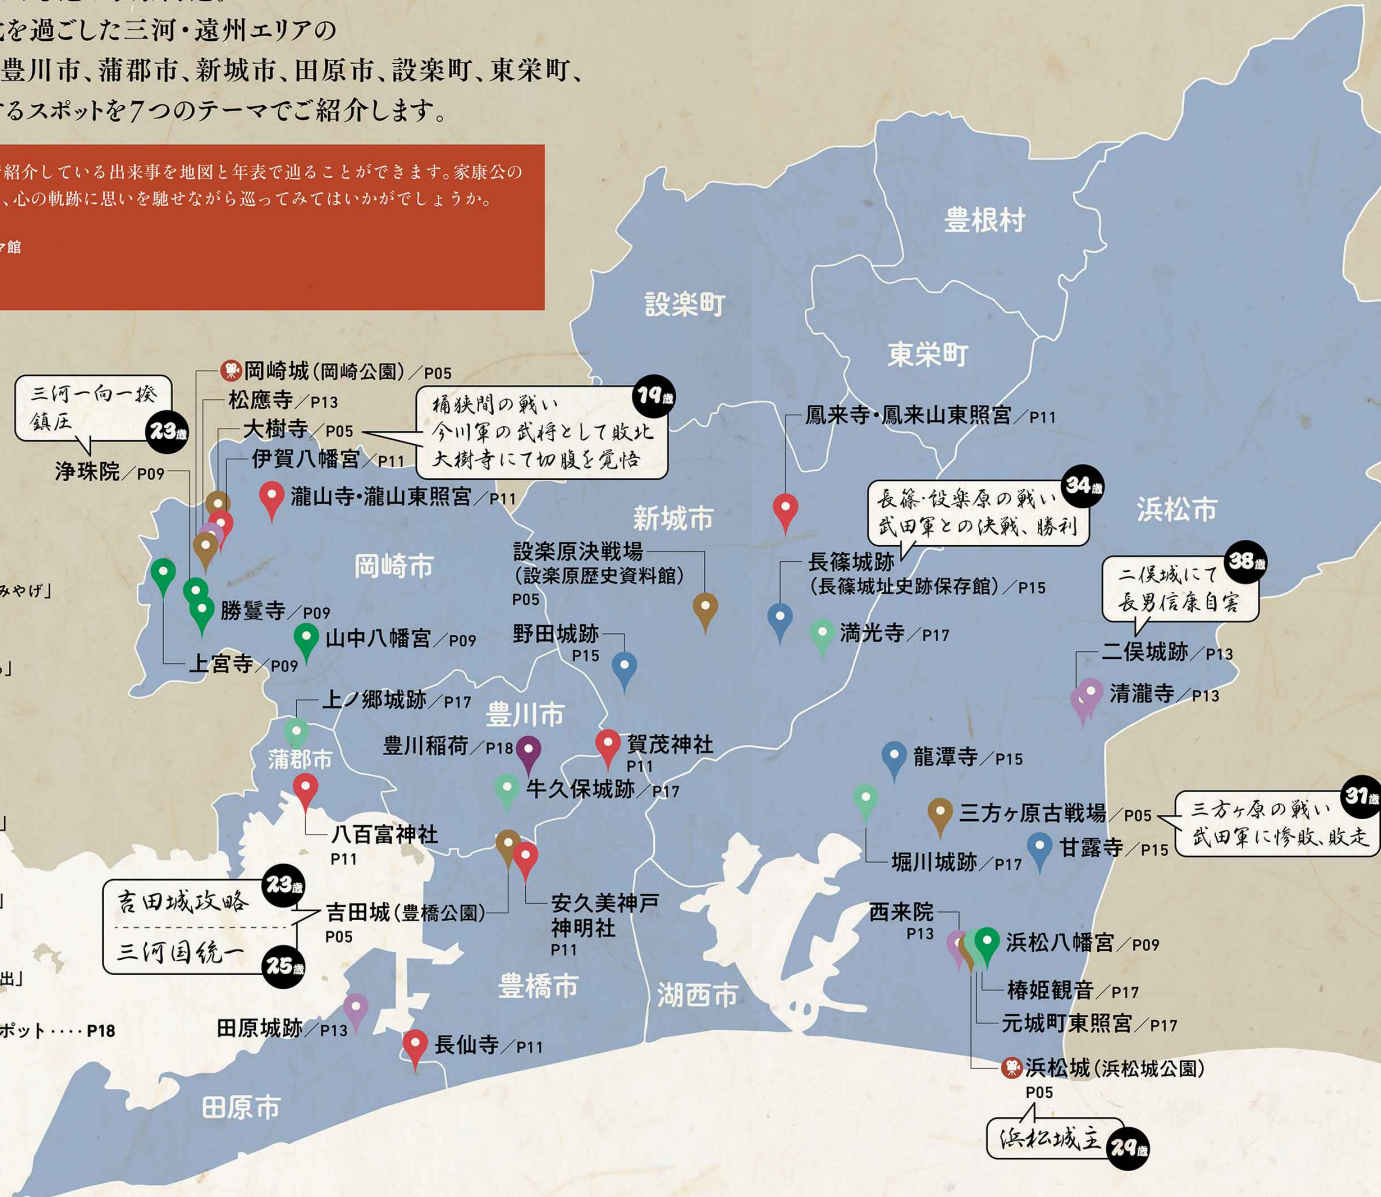 を過ごした三河・遠州エリアの
豊川市、蒲郡市、新城市、田原市、設楽町、東栄町、
るスポットを7つのテーマでご紹介します。
紹介している出来事を地図と年表で辿ることができます。家康公の
、心の軌跡に思いを馳せながら巡ってみてはいかがでしょうか。
マ館
豊根村
設楽町
東栄町
岡崎城(岡崎公園)/P05
松應寺/P13
大樹寺/P05
伊賀八幡宮/P11
瀧山寺・瀧山東照宮/P11
三河一向一揆
鎮圧
23歳
浄珠院/P09
桶狭間の戦い
今川軍の武将として敗北
大樹寺にて切腹を覚悟
19歳
鳳来寺・鳳来山東照宮/P11
長篠・設楽原の戦い
武田軍との決戦、勝利
34歳
新城市
浜松市
岡崎市
設楽原決戦場
(設楽原歴史資料館)
P05
長篠城跡
(長篠城址史跡保存館)/P15
二俣城にて
長男信康自害
38歳
みやげ」
勝鬘寺/P09
山中八幡宮/P09
野田城跡
P15
満光寺/P17
上宮寺/P09
二俣城跡/P13
清瀧寺/P13
」
上ノ郷城跡/P17
豊川市
蒲郡市
豊川稲荷/P18
賀茂神社
P11
牛久保城跡/P17
龍潭寺/P15
三方ヶ原古戦場/P05
三方ヶ原の戦い
武田軍に惨敗、敗走
31歳
」
八百富神社
P11
甘露寺/P15
堀川城跡/P17
吉田城攻略
23歳
三河国統一
25歳
」
吉田城(豊橋公園)
P05
安久美神戸
神明社
P11
西来院
P13
浜松八幡宮/P09
出」
豊橋市
湖西市
椿姫観音/P17
元城町東照宮/P17
ポット‥‥P18
田原城跡/P13
長仙寺/P11
浜松城(浜松城公園)
P05
田原市
浜松城主
29歳